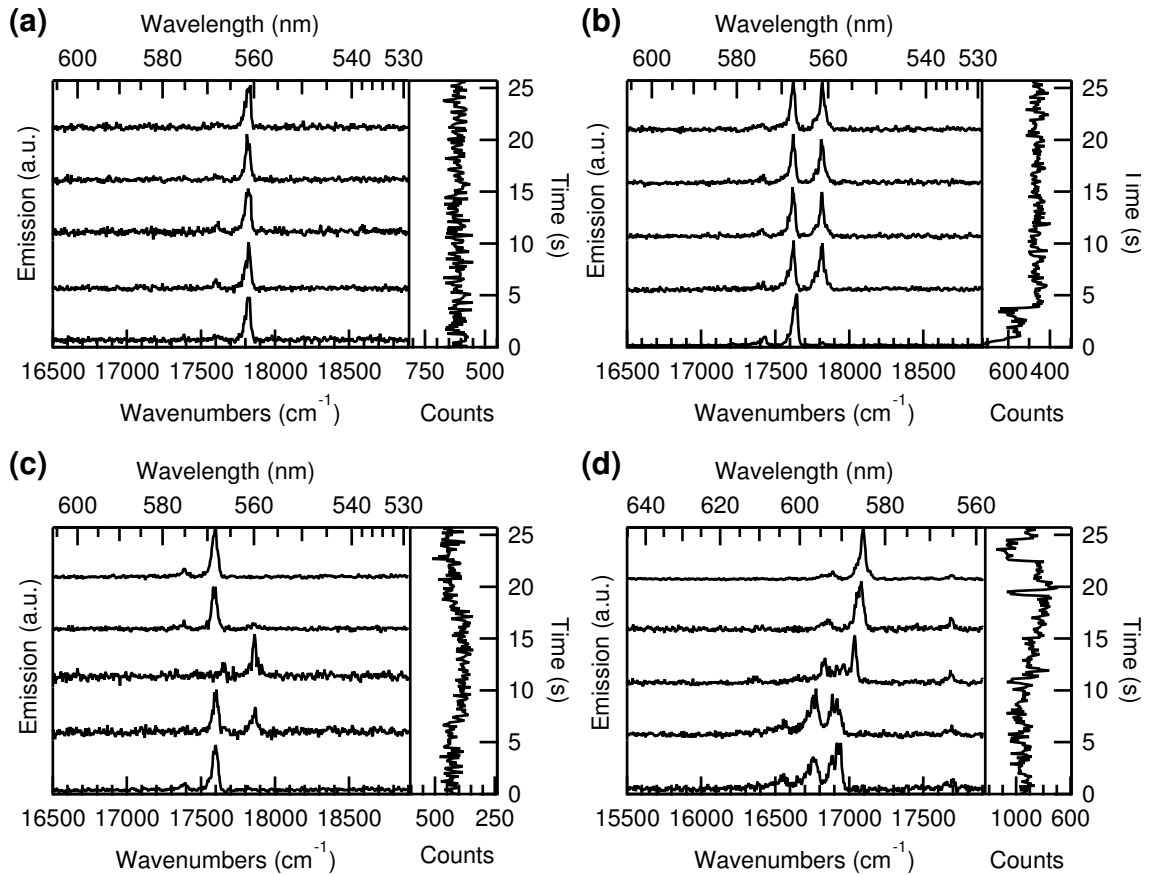 (a)
Wavelength (nm)
600 580 560 540 530
Emission (a.u.)
25
20
15
10
5
0
Time (s)
16500 17000 17500 18000 18500
750 500
Wavenumbers (cm-1)
Counts
(b)
Wavelength (nm)
600 580 560 540 530
Emission (a.u.)
25
20
15
10
5
0
Time (s)
16500 17000 17500 18000 18500
600 400
Wavenumbers (cm-1)
Counts
(c)
Wavelength (nm)
600 580 560 540 530
Emission (a.u.)
25
20
15
10
5
0
Time (s)
16500 17000 17500 18000 18500
500 250
Wavenumbers (cm-1)
Counts
(d)
Wavelength (nm)
640 620 600 580 560
Emission (a.u.)
25
20
15
10
5
0
Time (s)
15500 16000 16500 17000 17500
1000 600
Wavenumbers (cm-1)
Counts